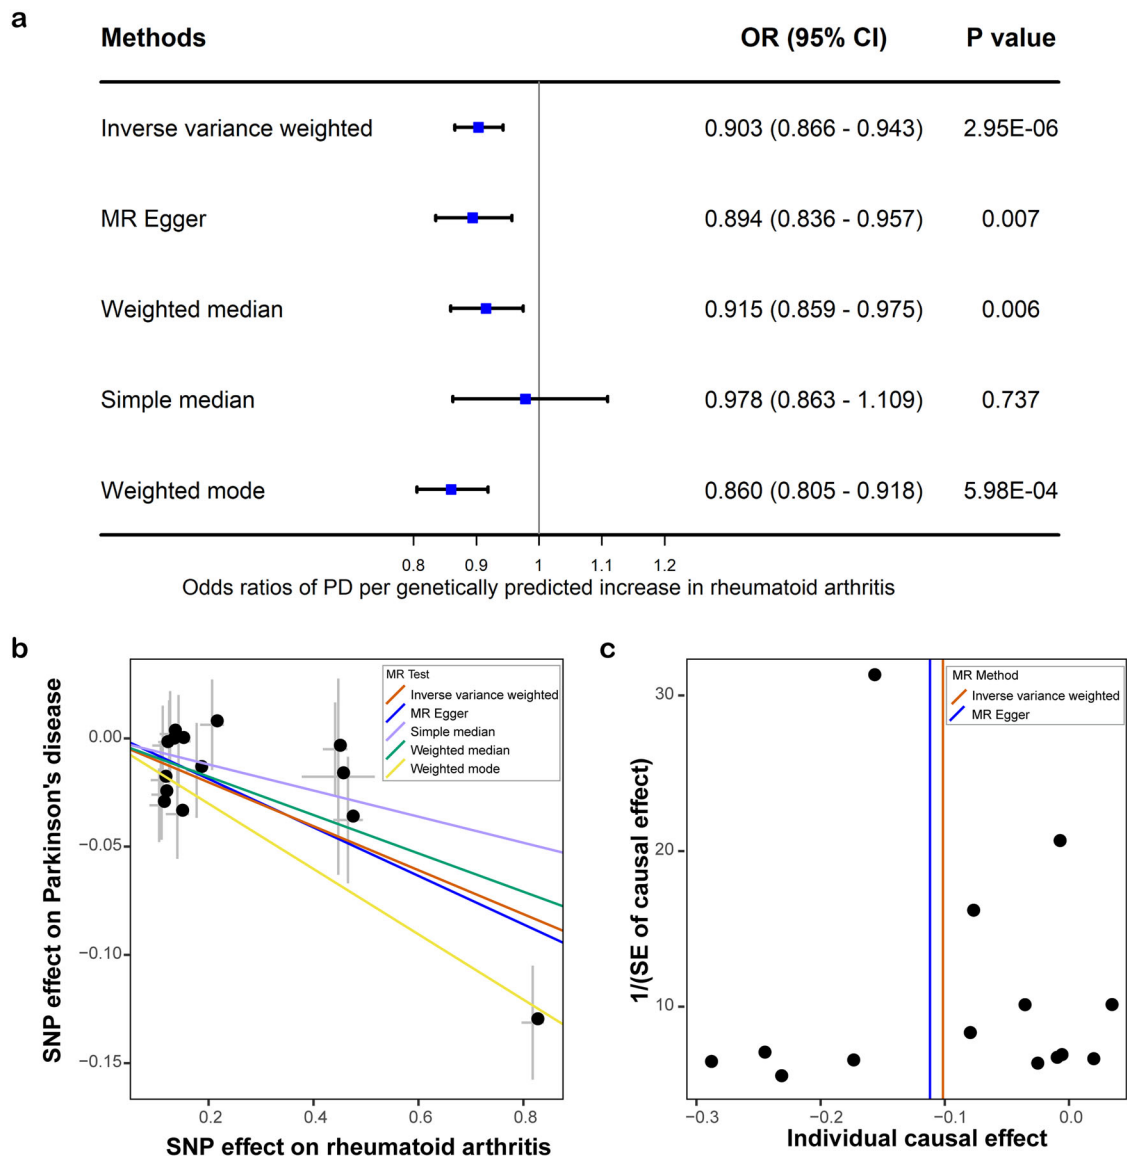 a
Methods OR (95% CI) P value
Inverse variance weighted 0.903 (0.866 - 0.943) 2.95E-06
MR Egger 0.894 (0.836 - 0.957) 0.007
Weighted median 0.915 (0.859 - 0.975) 0.006
Simple median 0.978 (0.863 - 1.109) 0.737
Weighted mode 0.860 (0.805 - 0.918) 5.98E-04
0.8 0.9 1 1.1 1.2
Odds ratios of PD per genetically predicted increase in rheumatoid arthritis
b
SNP effect on Parkinson's disease
0.00
−0.05
−0.10
−0.15
MR Test
Inverse variance weighted
MR Egger
Simple median
Weighted median
Weighted mode
0.2 0.4 0.6 0.8
SNP effect on rheumatoid arthritis
c
1/(SE of causal effect)
30
20
10
MR Method
Inverse variance weighted
MR Egger
−0.3 −0.2 −0.1 0.0
Individual causal effect